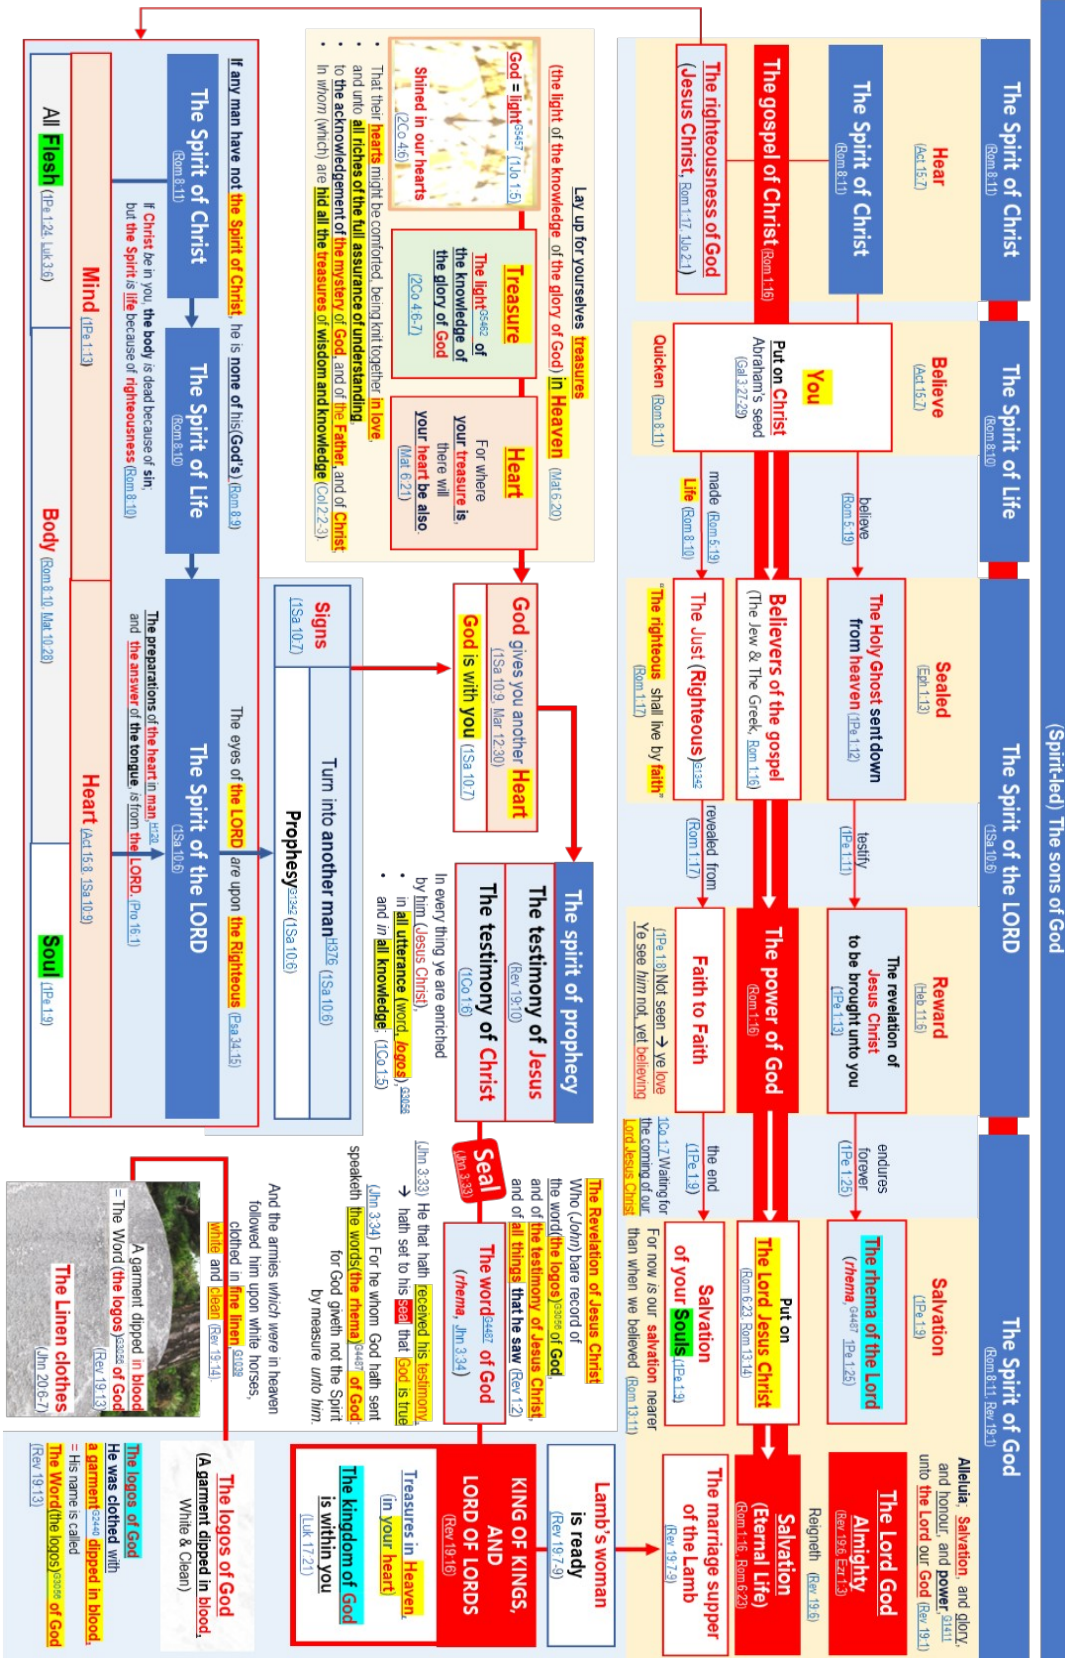 (Spirit-led) The sons of God
The Spirit of Christ
(Rom 8:11)
The Spirit of Life
(Rom 8:10)
The Spirit of the LORD
(1Sa 10:6)
The Spirit of God
(Rom 8:11, Rev 19:1)
Hear
(Act 15:7)
Believe
(Act 15:7)
Sealed
(Eph 1:13)
Reward
(Heb 11:6)
Salvation
(1Pe 1:9)
Alleluia; Salvation, and glory,
and honour, and power,G1411
unto the Lord our God (Rev 19:1)
The Spirit of Christ
(Rom 8:11)
believe
(Rom 5:19)
The Holy Ghost sent down
from heaven (1Pe 1:12)
testify
(1Pe 1:11)
The revelation of
Jesus Christ
to be brought unto you
(1Pe 1:13)
endures
forever
(1Pe 1:25)
The rhema of the Lord
(rhema,G4487 1Pe 1:25)
The Lord God
Almighty
(Rev 19:6, Ezr 1:3)
Reigneth (Rev 19:6)
The gospel of Christ (Rom 1:16)
You
Put on Christ
Abraham's seed
(Gal 3:27-29)
Believers of the gospel
(The Jew & The Greek, Rom 1:16)
The power of God
(Rom 1:16)
Put on
The Lord Jesus Christ
(Rom 6:23, Rom 13:14)
Salvation
(Eternal Life)
(Rom 1:16, Rom 6:23)
The righteousness of God
(Jesus Christ, Rom 1:17, 1Jo 2:1)
Quicken (Rom 8:11)
made (Rom 5:19)
Life (Rom 8:10)
The Just (Righteous)G1342
"The righteous shall live by faith"
(Rom 1:17)
revealed from
(Rom 1:17)
Faith to Faith
(1Pe 1:8) Not seen → ye love
Ye see him not, yet believing
the end
(1Pe 1:9)
1Co 1:7 Waiting for
the coming of our
Lord Jesus Christ
Salvation
of your Souls (1Pe 1:9)
For now is our salvation nearer
than when we believed (Rom 13:11)
The marriage supper
of the Lamb
(Rev 19:7-9)
Lay up for yourselves treasures
(the light of the knowledge of the glory of God) in Heaven (Mat 6:20)
God = lightG5457 (1Jo 1:5)
Shined in our hearts
(2Co 4:6)
Treasure
The lightG5462 of
the knowledge of
the glory of God
(2Co 4:6-7)
Heart
For where
your treasure is,
there will
your heart be also.
(Mat 6:21)
• That their hearts might be comforted, being knit together in love,
• and unto all riches of the full assurance of understanding,
• to the acknowledgement of the mystery of God, and of the Father, and of Christ;
• In whom (which) are hid all the treasures of wisdom and knowledge (Col 2:2-3).
God gives you another Heart
(1Sa 10:9, Mar 12:30)
God is with you (1Sa 10:7)
The spirit of prophecy
The testimony of Jesus
(Rev 19:10)
The testimony of Christ
(1Co 1:6)
In every thing ye are enriched
by him (Jesus Christ),
• in all utterance (word, logos),G3056
• and in all knowledge; (1Co 1:5)
Seal
(Jhn 3:33)
The Revelation of Jesus Christ
Who (John) bare record of
the word(the logos)G3056 of God,
and of the testimony of Jesus Christ,
and of all things that he saw (Rev 1:2)
The wordG4487 of God
(rhema, Jhn 3:34)
(Jhn 3:33) He that hath received his testimony
→ hath set to his seal that God is true
(Jhn 3:34) For he whom God hath sent
speaketh the words(the rhema)G4487 of God:
for God giveth not the Spirit
by measure unto him.
Lamb's woman
is ready
(Rev 19:7-9)
KING OF KINGS,
AND
LORD OF LORDS
(Rev 19:16)
Treasures in Heaven,
(in your heart)
The kingdom of God
is within you
(Luk 17:21)
Signs
(1Sa 10:7)
Turn into another manH376 (1Sa 10:6)
ProphesyG1342 (1Sa 10:6)
If any man have not the Spirit of Christ, he is none of his(God's) (Rom 8:9)
The eyes of the LORD are upon the Righteous (Psa 34:15)
The Spirit of Christ
(Rom 8:11)
The Spirit of Life
(Rom 8:10)
The Spirit of the LORD
(1Sa 10:6)
If Christ be in you, the body is dead because of sin;
but the Spirit is life because of righteousness (Rom 8:10)
The preparations of the heart in man,H120
and the answer of the tongue, is from the LORD. (Pro 16:1)
Mind (1Pe 1:13)
Heart (Act 15:8, 1Sa 10:9)
All Flesh (1Pe 1:24, Luk 3:6)
Body (Rom 8:10, Mat 10:28)
Soul (1Pe 1:9)
And the armies which were in heaven
followed him upon white horses,
clothed in fine linen,G1039
white and clean (Rev 19:14).
A garment dipped in blood
= The Word (the logos)G3056 of God
(Rev 19:13)
The Linen clothes
(Jhn 20:6-7)
The logos of God
(A garment dipped in blood,
White & Clean)
The logos of God
He was clothed with
a garmentG2440 dipped in blood,
= His name is called
The Word(the logos)G3056 of God
(Rev 19:13)